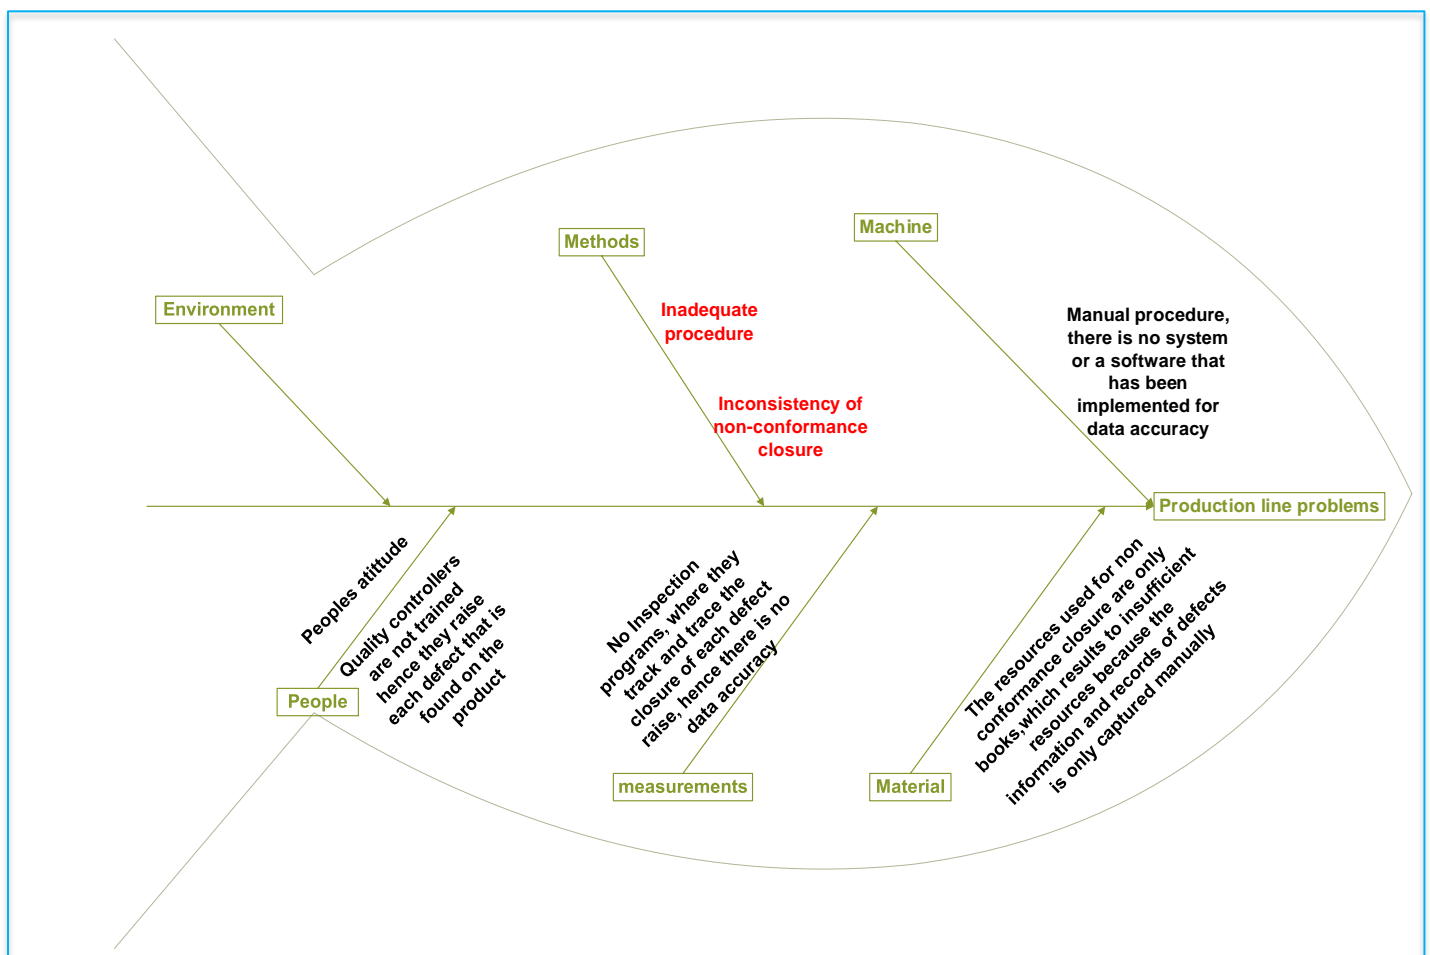 Machine
Methods
Environment
Inadequate
procedure
Inconsistency of
non-conformance
closure
Manual procedure,
there is no system
or a software that
has been
implemented for
data accuracy
Production line problems
Peoples atittude
Quality controllers
are not trained
hence they raise
each defect that is
found on the
product
People
No Inspection
programs, where they
track and trace the
closure of each defect
raise, hence there is no
data accuracy
measurements
The resources used for non
conformance closure are only
books,which results to insufficient
resources because the
information and records of defects
is only captured manually
Material